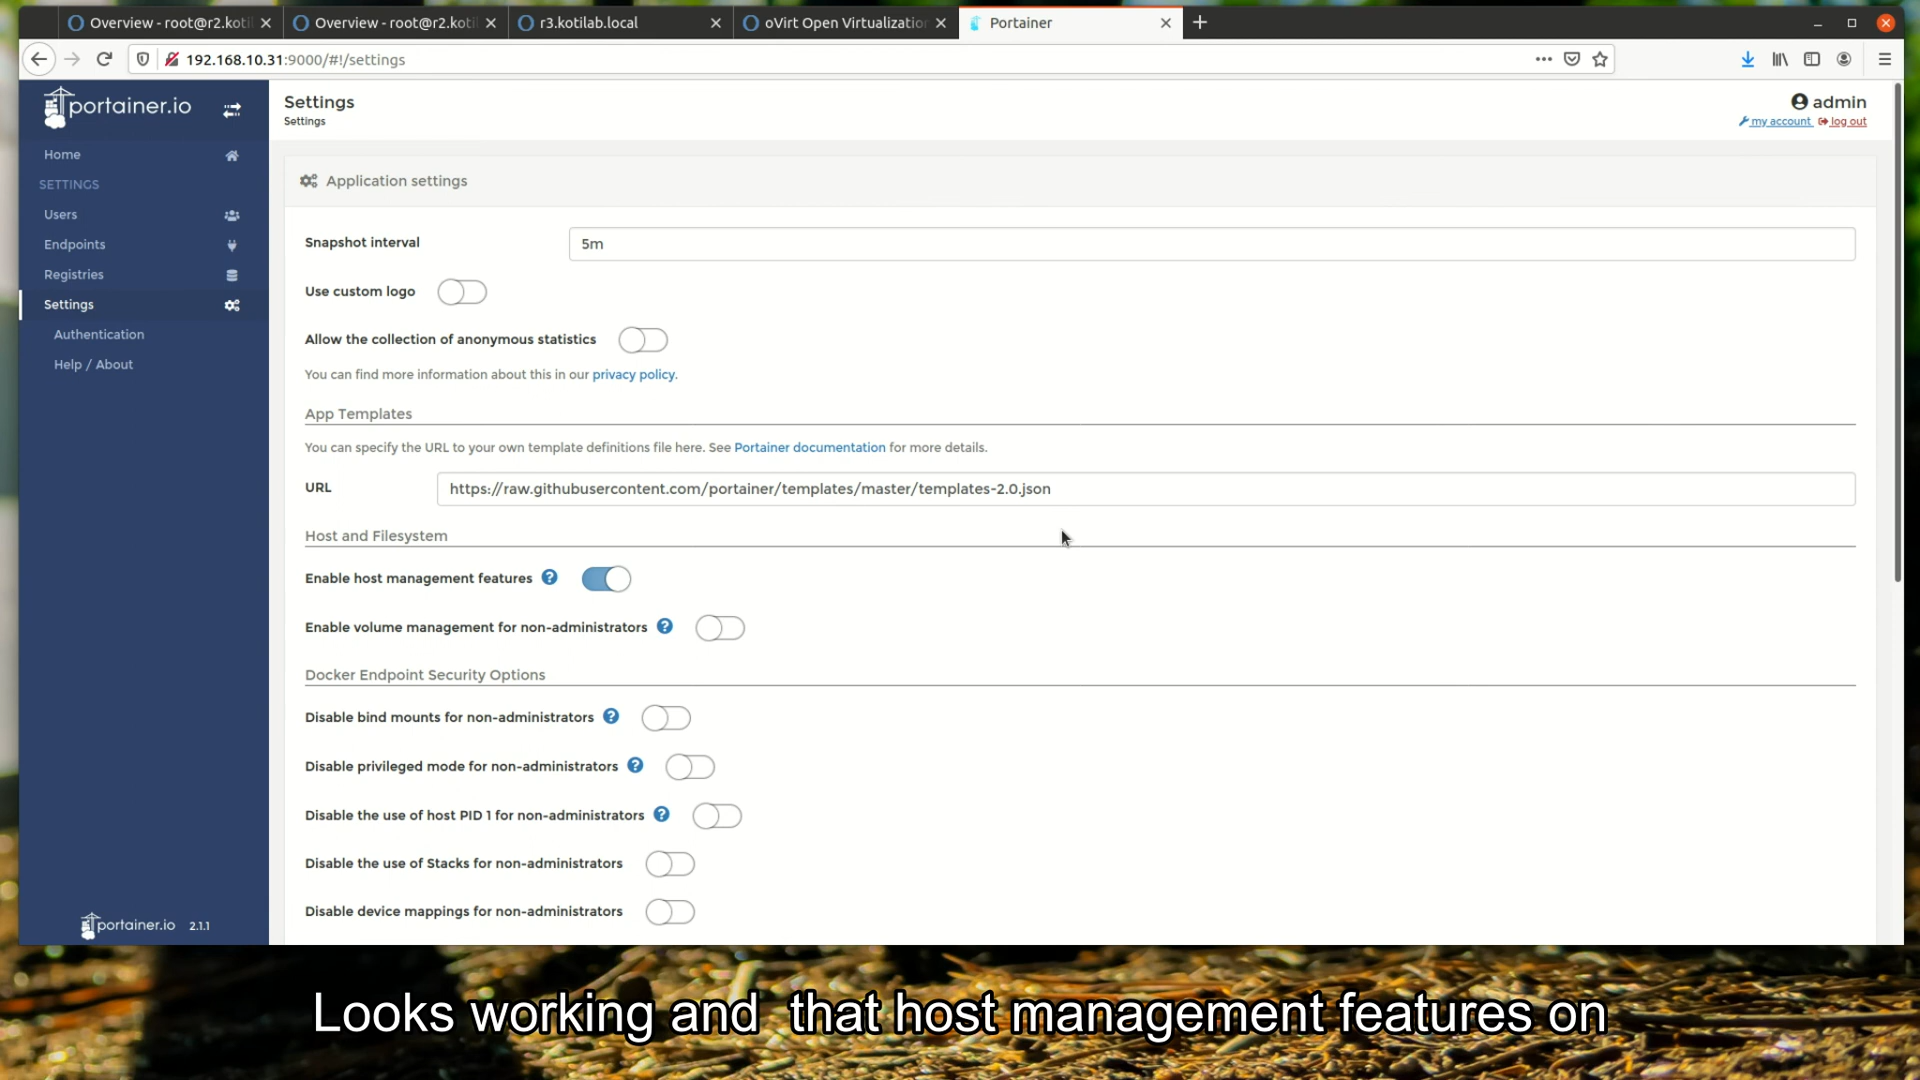 Overview - root@r2.koti
Overview - root@r2.koti
r3.kotilab.local
oVirt Open Virtualization
Portainer
192.168.10.31:9000/#!/settings
portainer.io
Settings
Settings
admin
my account log out
Home
SETTINGS
Users
Endpoints
Registries
Settings
Authentication
Help / About
Application settings
Snapshot interval 5m
Use custom logo
Allow the collection of anonymous statistics
You can find more information about this in our privacy policy.
App Templates
You can specify the URL to your own template definitions file here. See Portainer documentation for more details.
URL https://raw.githubusercontent.com/portainer/templates/master/templates-2.0.json
Host and Filesystem
Enable host management features
Enable volume management for non-administrators
Docker Endpoint Security Options
Disable bind mounts for non-administrators
Disable privileged mode for non-administrators
Disable the use of host PID 1 for non-administrators
Disable the use of Stacks for non-administrators
Disable device mappings for non-administrators
portainer.io 2.1.1
Looks working and that host management features on